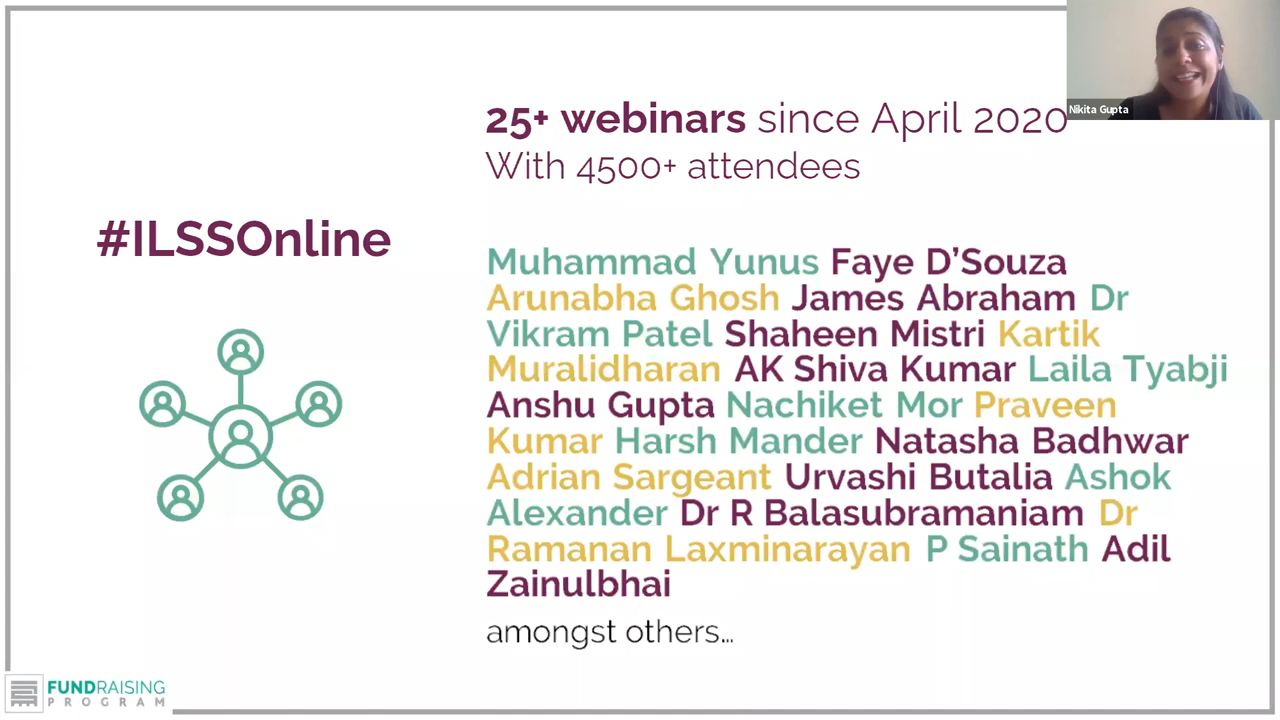 Nikita Gupta
25+ webinars since April 2020
With 4500+ attendees
#ILSSOnline
Muhammad Yunus Faye D’Souza
Arunabha Ghosh James Abraham Dr
Vikram Patel Shaheen Mistri Kartik
Muralidharan AK Shiva Kumar Laila Tyabji
Anshu Gupta Nachiket Mor Praveen
Kumar Harsh Mander Natasha Badhwar
Adrian Sargeant Urvashi Butalia Ashok
Alexander Dr R Balasubramaniam Dr
Ramanan Laxminarayan P Sainath Adil
Zainulbhai
amongst others...
FUNDRAISING
PROGRAM